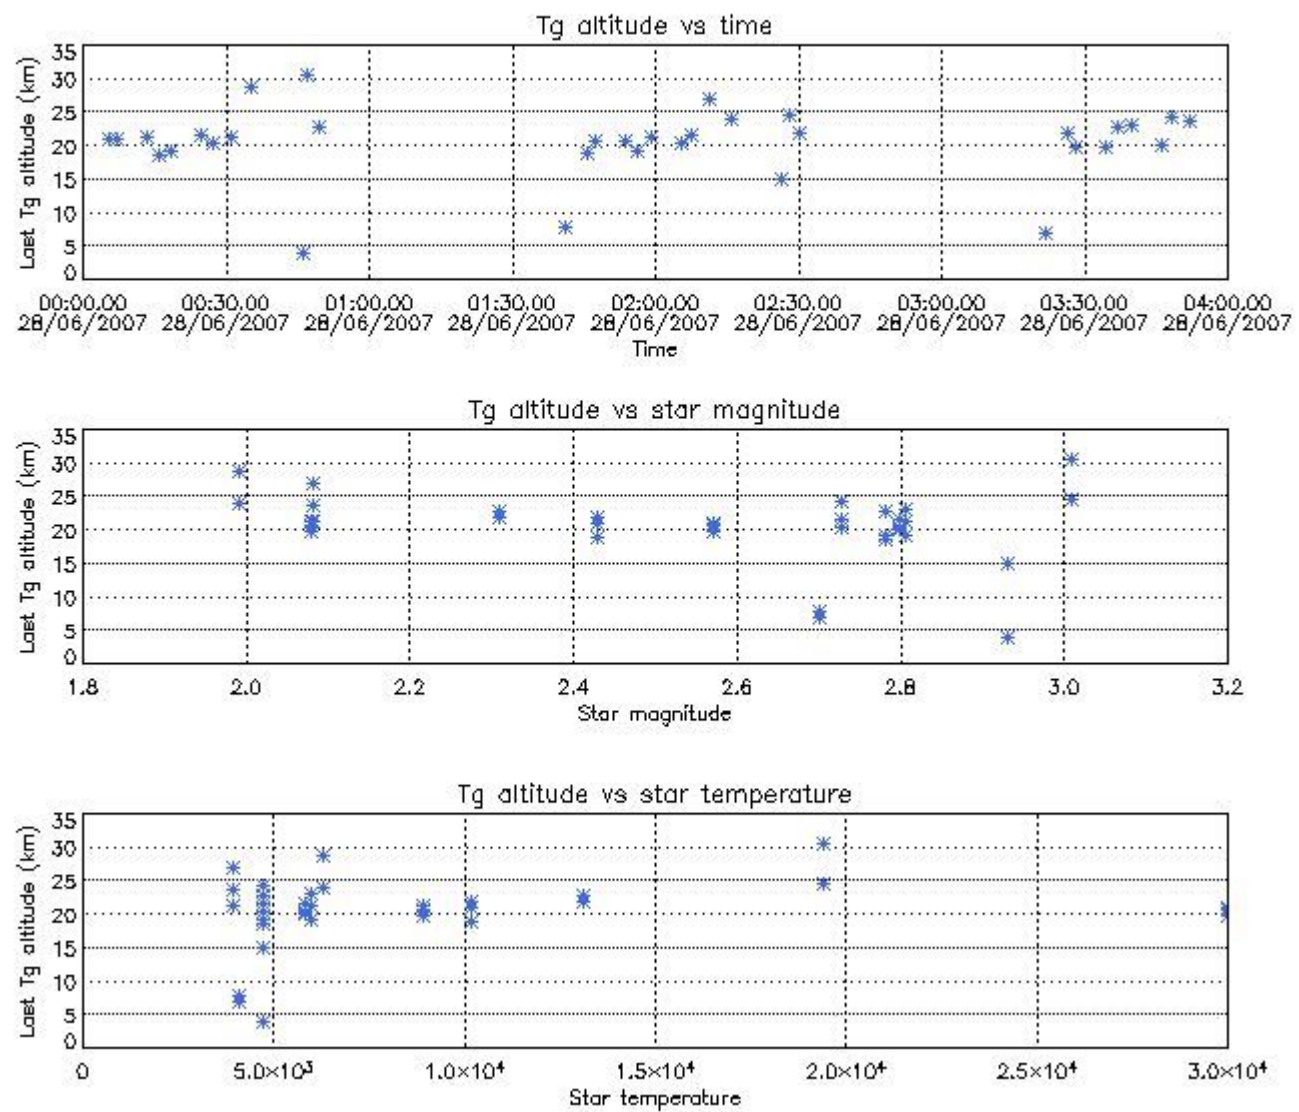 Tg altitude vs time
Last Tg altitude (km)
35
30
25
20
15
10
5
0
00:00.00 00:30.00 01:00.00 01:30.00 02:00.00 02:30.00 03:00.00 03:30.00 04:00.00
28/06/2007 28/06/2007 28/06/2007 28/06/2007 28/06/2007 28/06/2007 28/06/2007 28/06/2007 28/06/2007
Time
Tg altitude vs star magnitude
Last Tg altitude (km)
35
30
25
20
15
10
5
0
1.8 2.0 2.2 2.4 2.6 2.8 3.0 3.2
Star magnitude
Tg altitude vs star temperature
Last Tg altitude (km)
35
30
25
20
15
10
5
0
0 5.0×10³ 1.0×10⁴ 1.5×10⁴ 2.0×10⁴ 2.5×10⁴ 3.0×10⁴
Star temperature